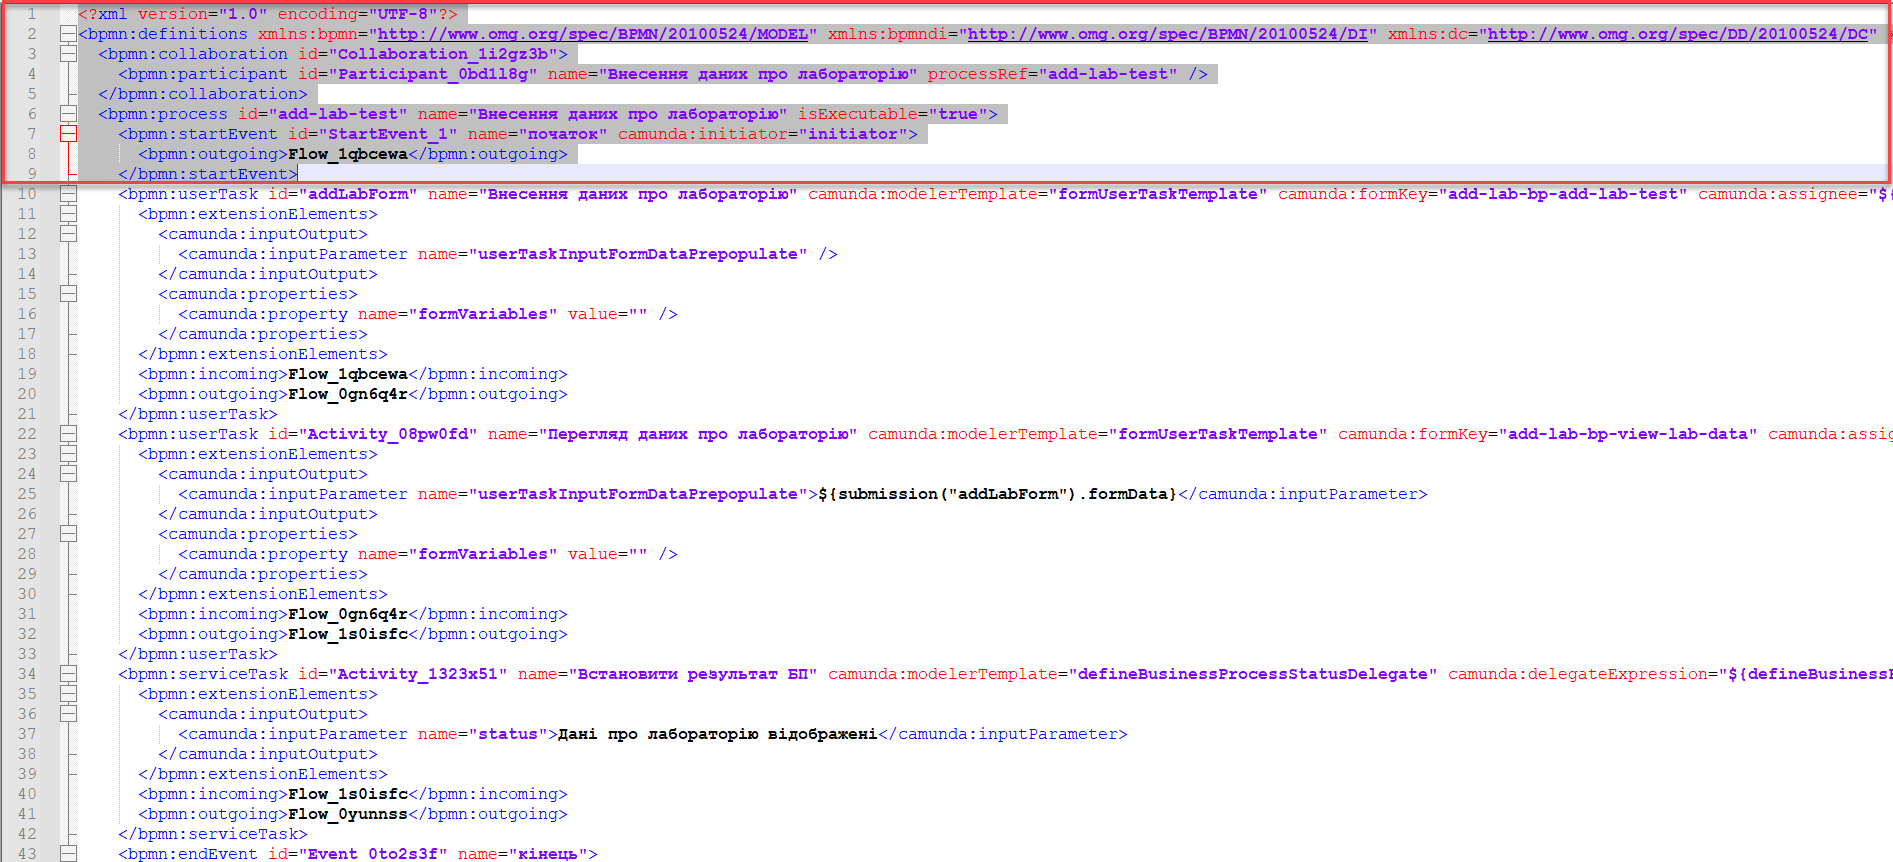 1 <?xml version="1.0" encoding="UTF-8"?>
2 <bpmn:definitions xmlns:bpmn="http://www.omg.org/spec/BPMN/20100524/MODEL" xmlns:bpmndi="http://www.omg.org/spec/BPMN/20100524/DI" xmlns:dc="http://www.omg.org/spec/DD/20100524/DC"
3 <bpmn:collaboration id="Collaboration_1i2gz3b">
4 <bpmn:participant id="Participant_0bd1l8g" name="Внесення даних про лабораторію" processRef="add-lab-test" />
5 </bpmn:collaboration>
6 <bpmn:process id="add-lab-test" name="Внесення даних про лабораторію" isExecutable="true">
7 <bpmn:startEvent id="StartEvent_1" name="початок" camunda:initiator="initiator">
8 <bpmn:outgoing>Flow_1qbcewa</bpmn:outgoing>
9 </bpmn:startEvent>
10 <bpmn:userTask id="addLabForm" name="Внесення даних про лабораторію" camunda:modelerTemplate="formUserTaskTemplate" camunda:formKey="add-lab-bp-add-lab-test" camunda:assignee="${
11 <bpmn:extensionElements>
12 <camunda:inputOutput>
13 <camunda:inputParameter name="userTaskInputFormDataPrepopulate" />
14 </camunda:inputOutput>
15 <camunda:properties>
16 <camunda:property name="formVariables" value="" />
17 </camunda:properties>
18 </bpmn:extensionElements>
19 <bpmn:incoming>Flow_1qbcewa</bpmn:incoming>
20 <bpmn:outgoing>Flow_0gn6q4r</bpmn:outgoing>
21 </bpmn:userTask>
22 <bpmn:userTask id="Activity_08pw0fd" name="Перегляд даних про лабораторію" camunda:modelerTemplate="formUserTaskTemplate" camunda:formKey="add-lab-bp-view-lab-data" camunda:assig
23 <bpmn:extensionElements>
24 <camunda:inputOutput>
25 <camunda:inputParameter name="userTaskInputFormDataPrepopulate">${submission("addLabForm").formData}</camunda:inputParameter>
26 </camunda:inputOutput>
27 <camunda:properties>
28 <camunda:property name="formVariables" value="" />
29 </camunda:properties>
30 </bpmn:extensionElements>
31 <bpmn:incoming>Flow_0gn6q4r</bpmn:incoming>
32 <bpmn:outgoing>Flow_1s0isfc</bpmn:outgoing>
33 </bpmn:userTask>
34 <bpmn:serviceTask id="Activity_1323x51" name="Встановити результат БП" camunda:modelerTemplate="defineBusinessProcessStatusDelegate" camunda:delegateExpression="${defineBusiness
35 <bpmn:extensionElements>
36 <camunda:inputOutput>
37 <camunda:inputParameter name="status">Дані про лабораторію відображені</camunda:inputParameter>
38 </camunda:inputOutput>
39 </bpmn:extensionElements>
40 <bpmn:incoming>Flow_1s0isfc</bpmn:incoming>
41 <bpmn:outgoing>Flow_0yunnss</bpmn:outgoing>
42 </bpmn:serviceTask>
43 <bpmn:endEvent id="Event_0to2s3f" name="кінець">